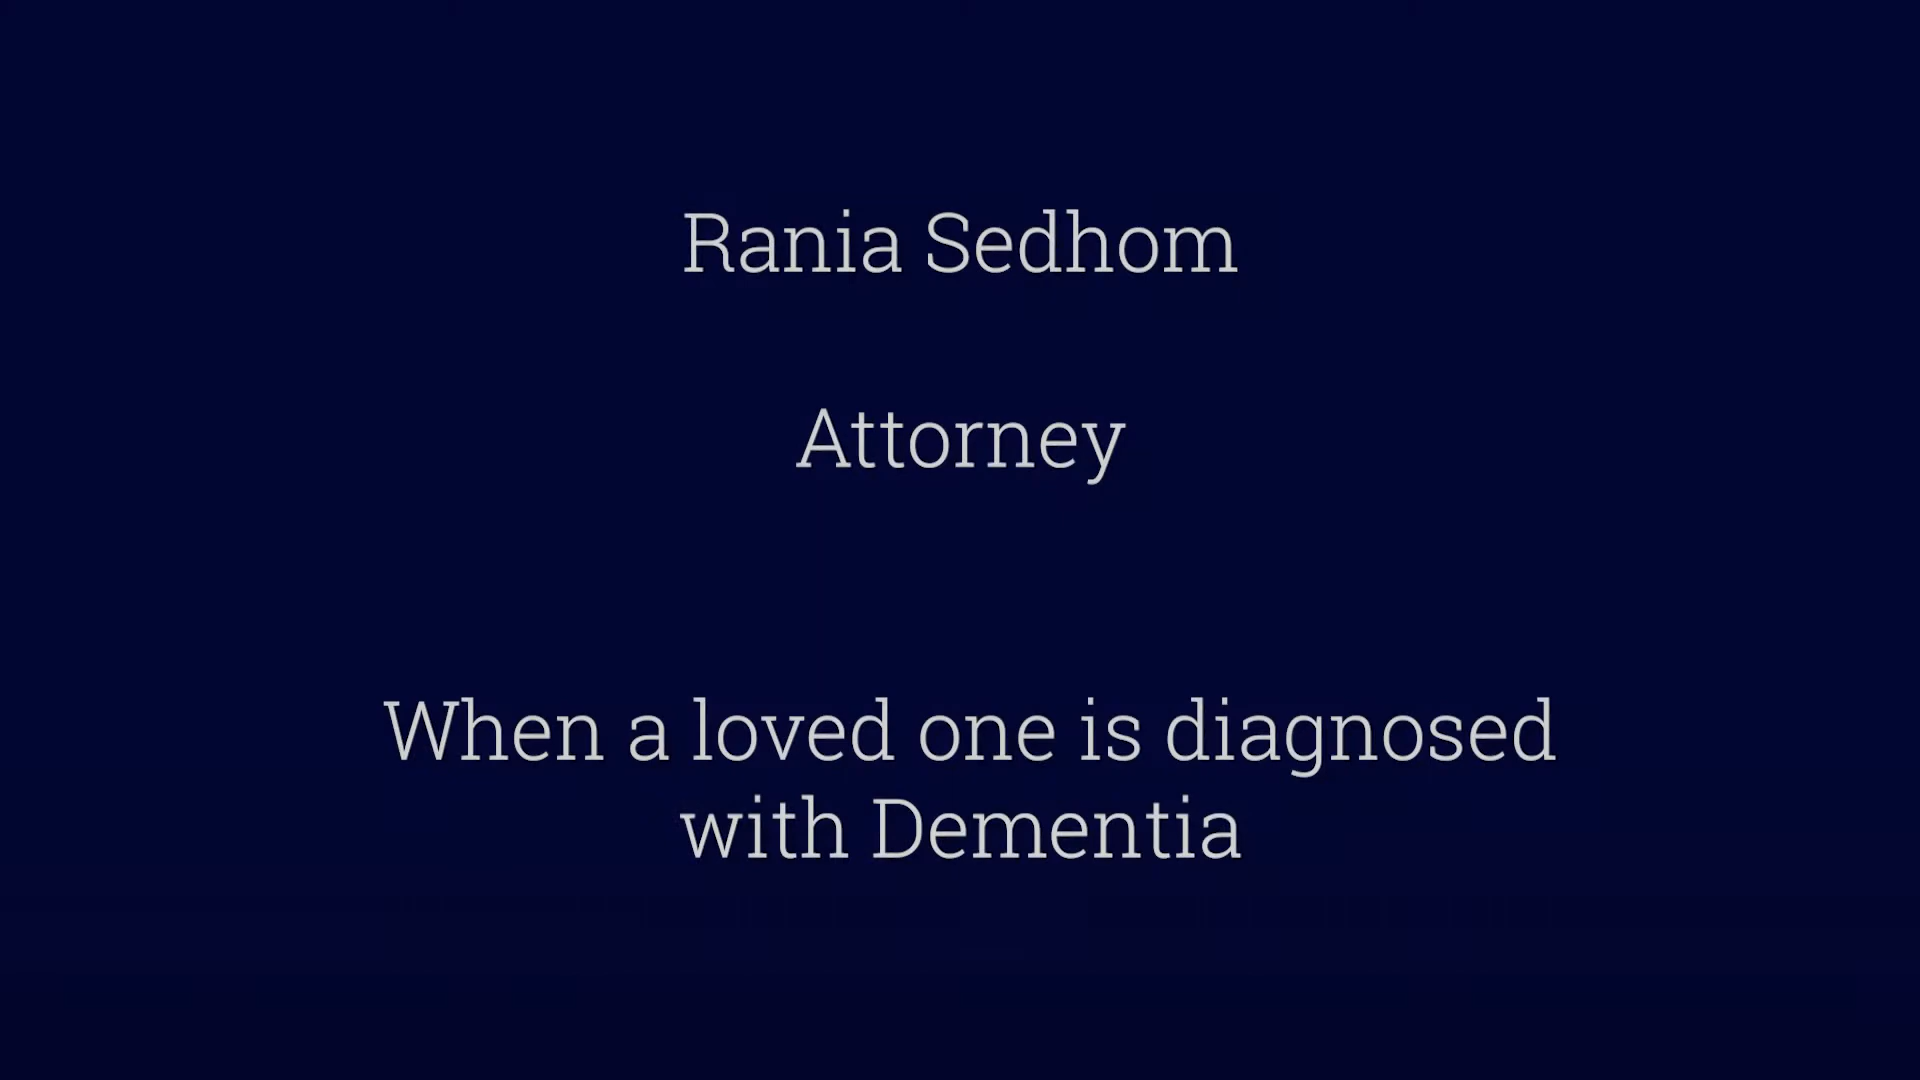 Rania Sedhom
Attorney
When a loved one is diagnosed
with Dementia